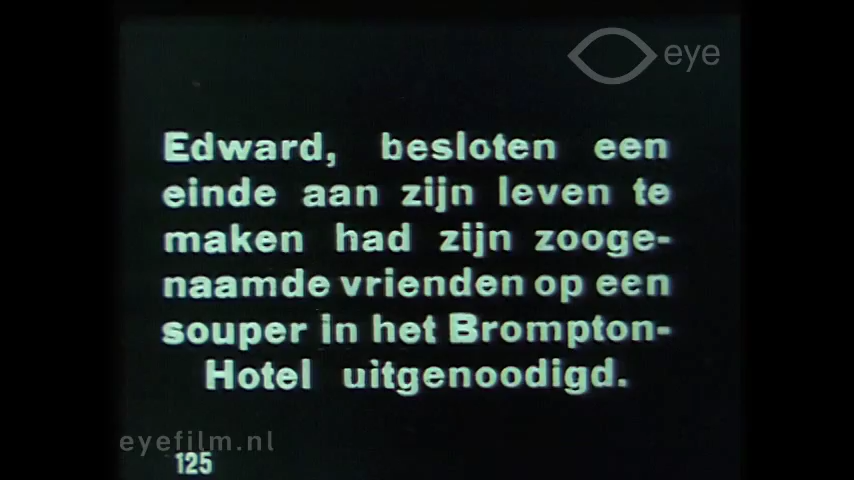 eye
Edward, besloten een
einde aan zijn leven te
maken had zijn zooge-
naamde vrienden op een
souper in het Brompton-
Hotel uitgenoodigd.
eyefilm.nl
125